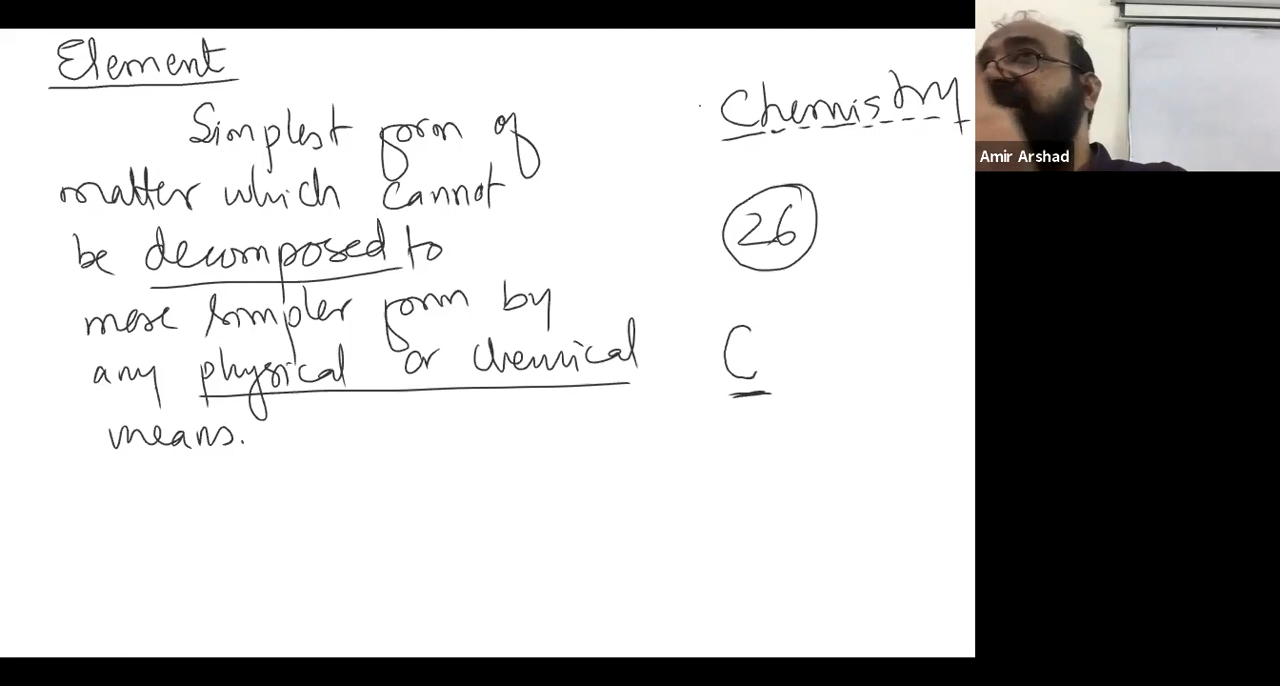 Element
Simplest form of
matter which cannot
be decomposed to
more simpler form by
any physical or chemical
means.
Chemistry
26
C
Amir Arshad